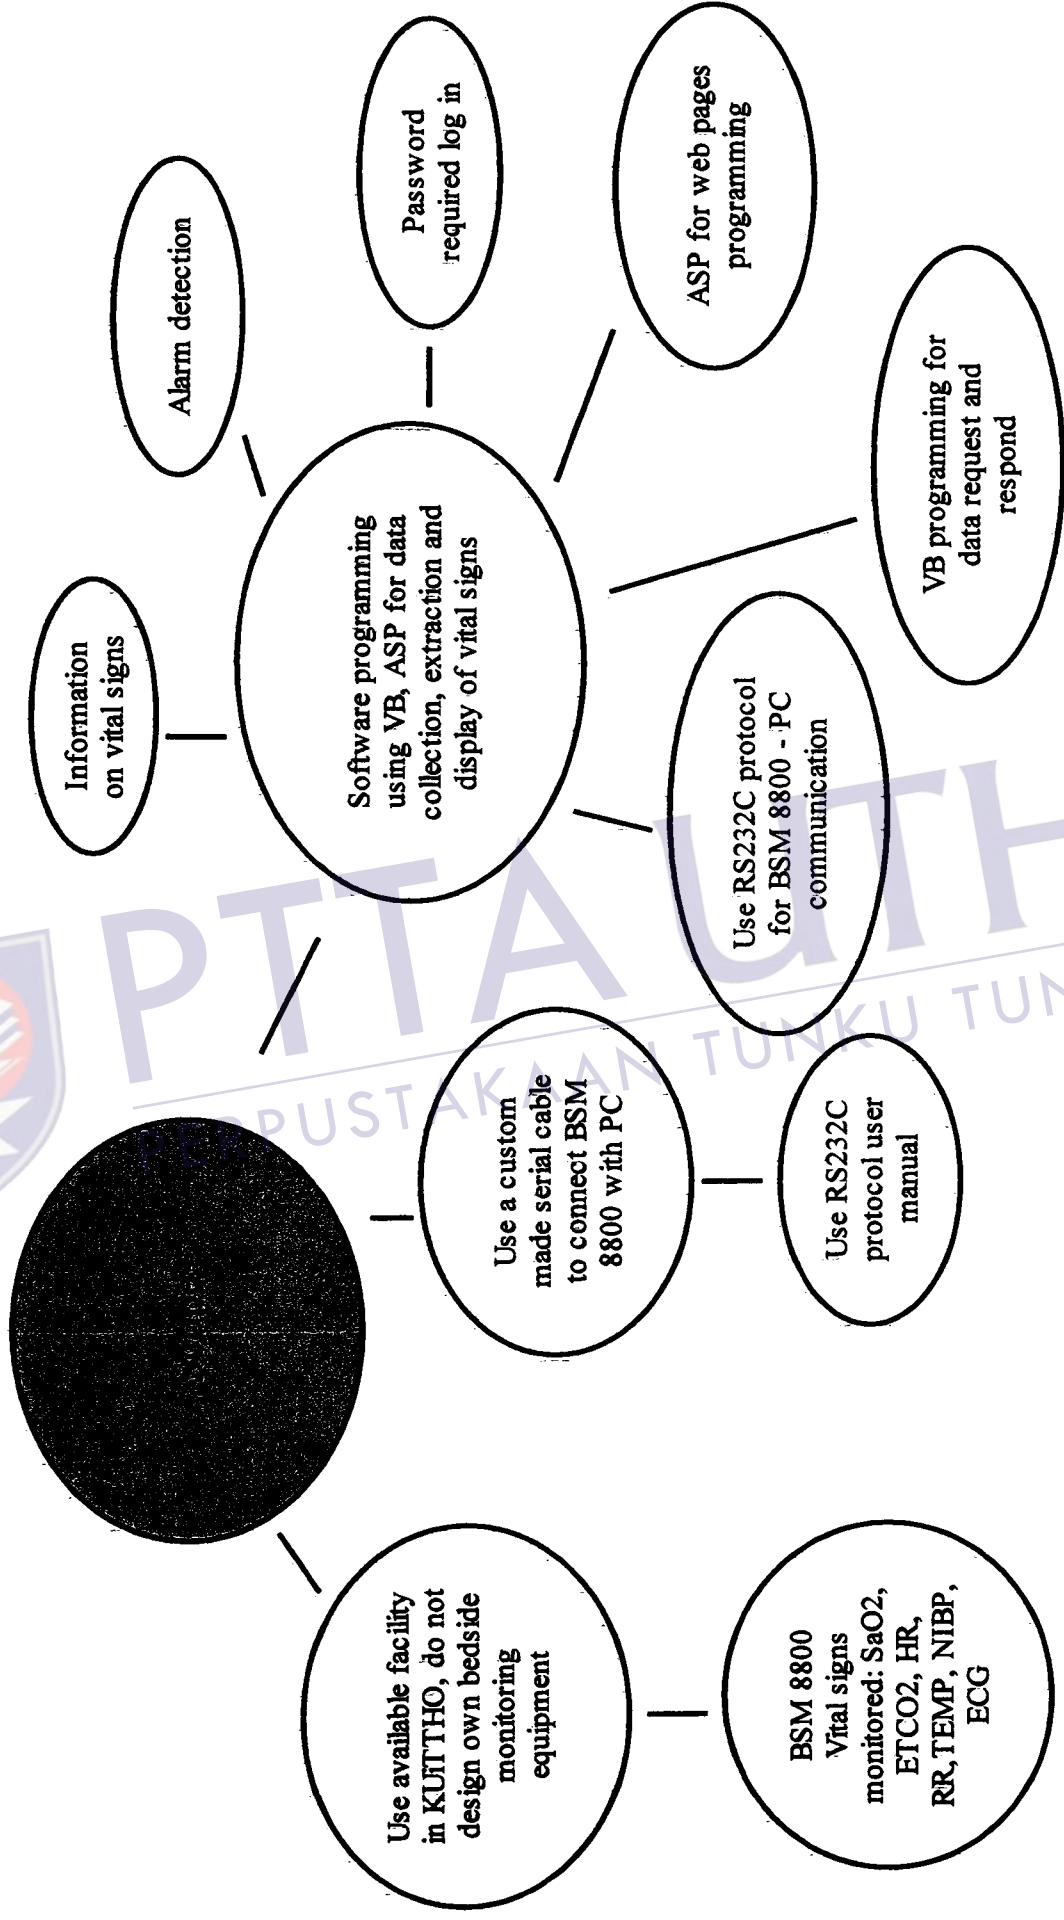 Use available facility
in KUiTTHO, do not
design own bedside
monitoring
equipment
BSM 8800
Vital signs
monitored: SaO2,
ETCO2, HR,
RR,TEMP, NIBP,
ECG
Use a custom
made serial cable
to connect BSM
8800 with PC
Use RS232C
protocol user
manual
Software programming
using VB, ASP for data
collection, extraction and
display of vital signs
Information
on vital signs
Alarm detection
Password
required log in
ASP for web pages
programming
VB programming for
data request and
respond
Use RS232C protocol
for BSM 8800 - PC
communication
PTTA UTH
PERPUSTAKAAN TUNKU TUN